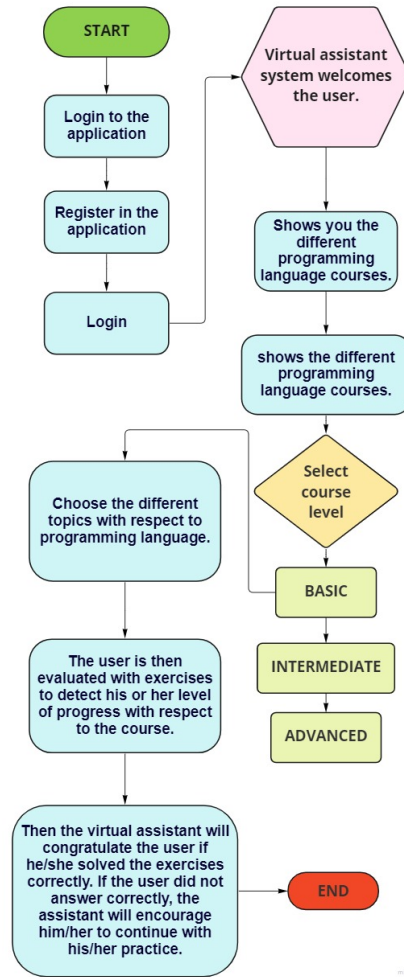 START
Login to the
application
Register in the
application
Login
Virtual assistant
system welcomes
the user.
Shows you the
different
programming
language courses.
shows the different
programming
language courses.
Select
course
level
BASIC
INTERMEDIATE
ADVANCED
Choose the different
topics with respect to
programming language.
The user is then
evaluated with exercises
to detect his or her level
of progress with respect
to the course.
Then the virtual assistant will
congratulate the user if
he/she solved the exercises
correctly. If the user did not
answer correctly, the
assistant will encourage
him/her to continue with
his/her practice.
END